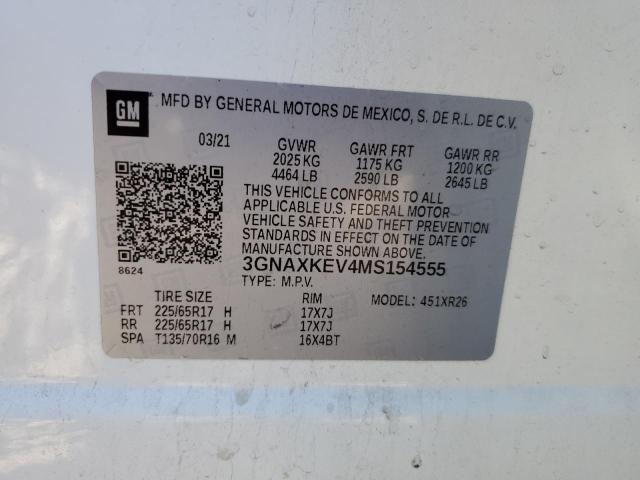 GM
MFD BY GENERAL MOTORS DE MEXICO, S. DE R.L. DE C.V.
03/21 GVWR GAWR FRT GAWR RR
2025 KG 1175 KG 1200 KG
4464 LB 2590 LB 2645 LB
THIS VEHICLE CONFORMS TO ALL
APPLICABLE U.S. FEDERAL MOTOR
VEHICLE SAFETY AND THEFT PREVENTION
STANDARDS IN EFFECT ON THE DATE OF
MANUFACTURE SHOWN ABOVE.
8624 3GNAXKEV4MS154555
TYPE: M.P.V.
TIRE SIZE RIM MODEL: 451XR26
FRT 225/65R17 H 17X7J
RR 225/65R17 H 17X7J
SPA T135/70R16 M 16X4BT